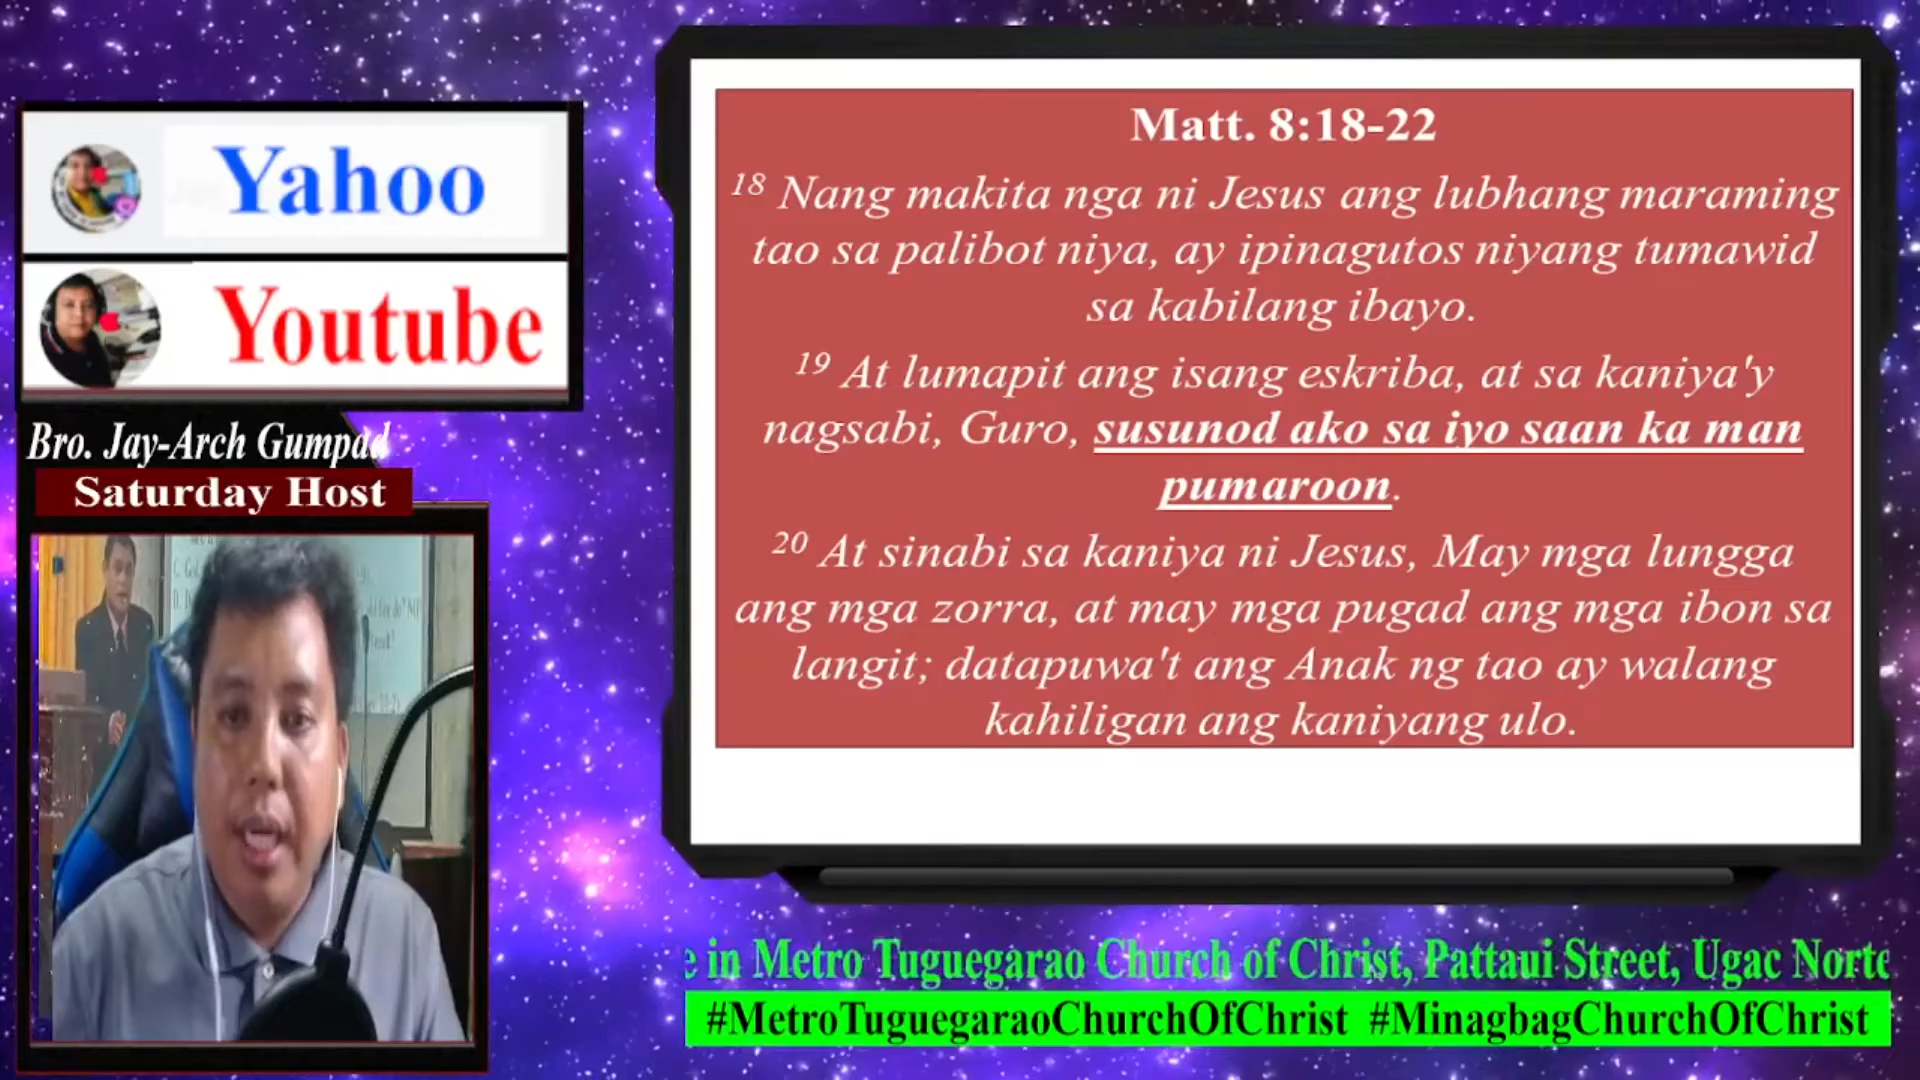 Yahoo
Youtube
Bro. Jay-Arch Gumpad
Saturday Host
Matt. 8:18-22
18 Nang makita nga ni Jesus ang lubhang maraming
tao sa palibot niya, ay ipinagutos niyang tumawid
sa kabilang ibayo.
19 At lumapit ang isang eskriba, at sa kaniya'y
nagsabi, Guro, susunod ako sa iyo saan ka man
pumaroon.
20 At sinabi sa kaniya ni Jesus, May mga lungga
ang mga zorra, at may mga pugad ang mga ibon sa
langit; datapuwa't ang Anak ng tao ay walang
kahiligan ang kaniyang ulo.
in Metro Tuguegarao Church of Christ, Pattaui Street, Ugac Norte
#MetroTuguegaraoChurchOfChrist #MinagbagChurchOfChrist